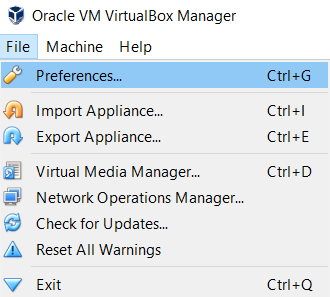 Oracle VM VirtualBox Manager
File Machine Help
Preferences... Ctrl+G
Import Appliance... Ctrl+I
Export Appliance... Ctrl+E
Virtual Media Manager... Ctrl+D
Network Operations Manager...
Check for Updates...
Reset All Warnings
Exit Ctrl+Q